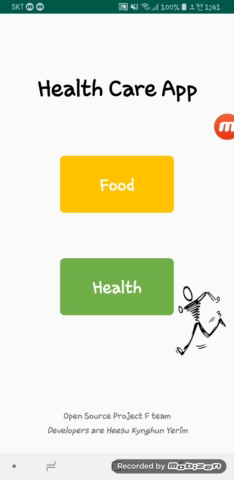 SKT 100% 1:41
Health Care App
m
Food
Health
Open Source Project F team
Developers are Heesu Kynghun Yerim
Recorded by mobizen